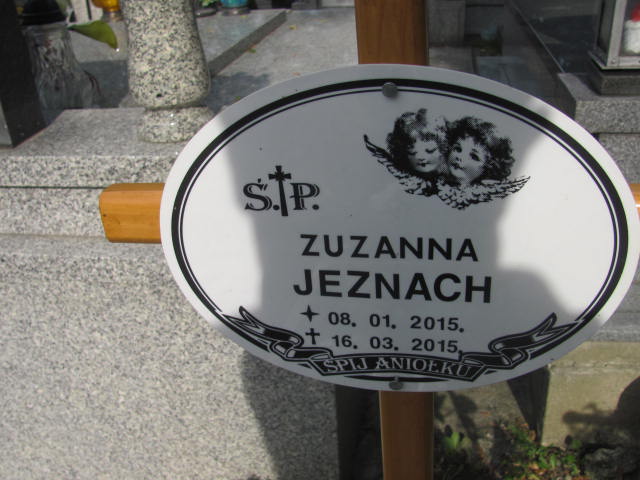 Ś.†P.
ZUZANNA
JEZNACH
08. 01. 2015.
† 16. 03. 2015.
ŚPIJ ANIOŁKU